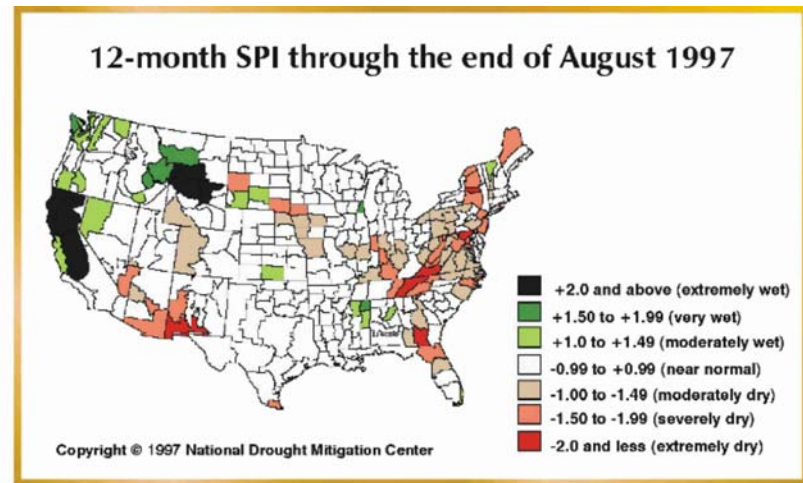 12-month SPI through the end of August 1997
+2.0 and above (extremely wet)
+1.50 to +1.99 (very wet)
+1.0 to +1.49 (moderately wet)
-0.99 to +0.99 (near normal)
-1.00 to -1.49 (moderately dry)
-1.50 to -1.99 (severely dry)
-2.0 and less (extremely dry)
Copyright © 1997 National Drought Mitigation Center